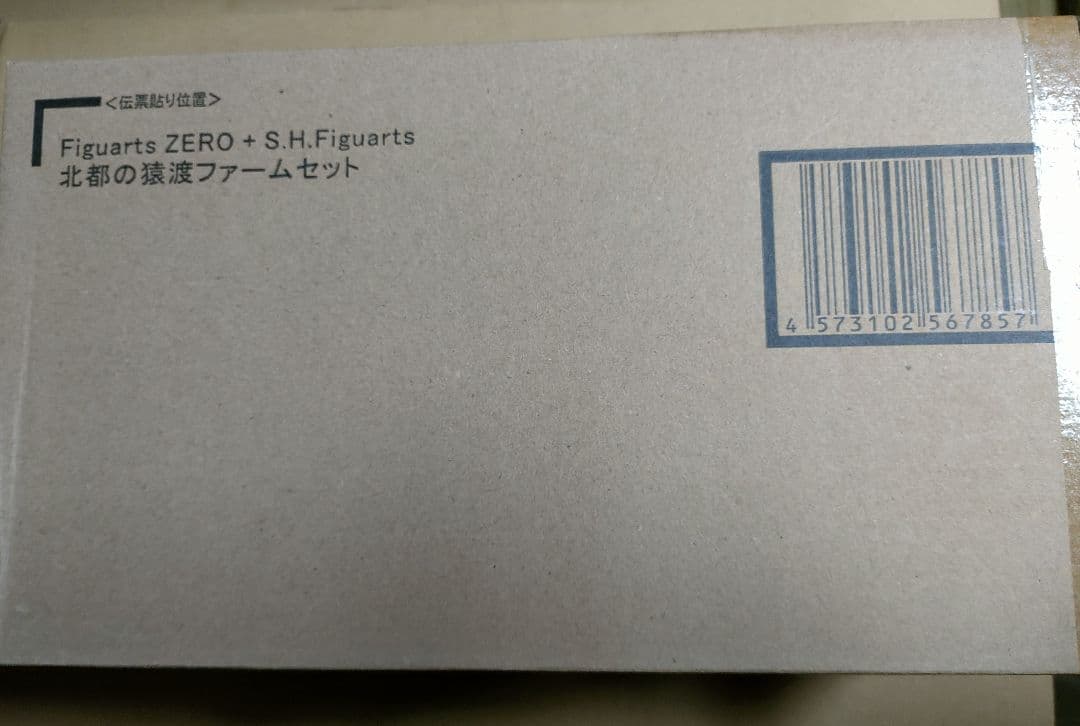 <伝票貼り位置>
Figuarts ZERO + S.H.Figuarts
北都の猿渡ファームセット
4 573102 567857